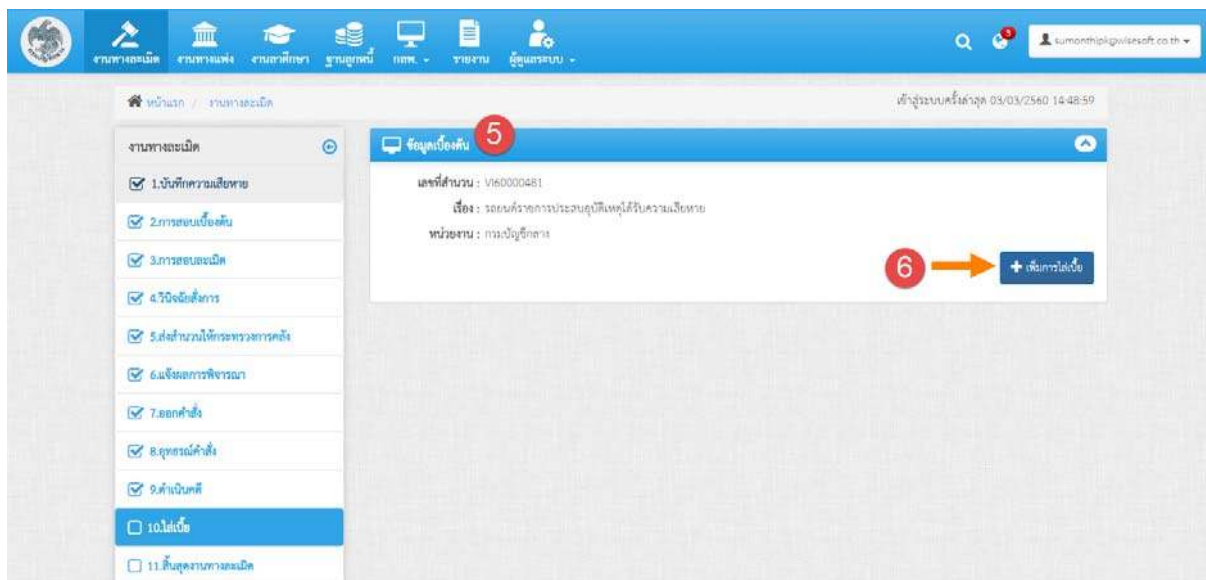 งานทางละเมิด งานทางแพ่ง งานอาศึกษา ฐานลูกหนี้ กสพ. รายงาน ผู้ดูแลระบบ
3
sumonthipk@wisesoft.co.th
หน้าแรก / งานทางละเมิด
เข้าสู่ระบบครั้งล่าสุด 03/03/2560 14:48:59
งานทางละเมิด
1.บันทึกความเสียหาย
2.การสอบเบื้องต้น
3.การสอบละเมิด
4.วินิจฉัยสั่งการ
5.ส่งสำนวนให้กระทรวงการคลัง
6.แจ้งผลการพิจารณา
7.ออกคำสั่ง
8.อุทธรณ์คำสั่ง
9.ดำเนินคดี
10.ไล่เบี้ย
11.สิ้นสุดงานทางละเมิด
ข้อมูลเบื้องต้น 5
เลขที่สำนวน : VI60000481
เรื่อง : รถยนต์ราชการประสบอุบัติเหตุได้รับความเสียหาย
หน่วยงาน : กรมบัญชีกลาง
6 เพิ่มการไล่เบี้ย